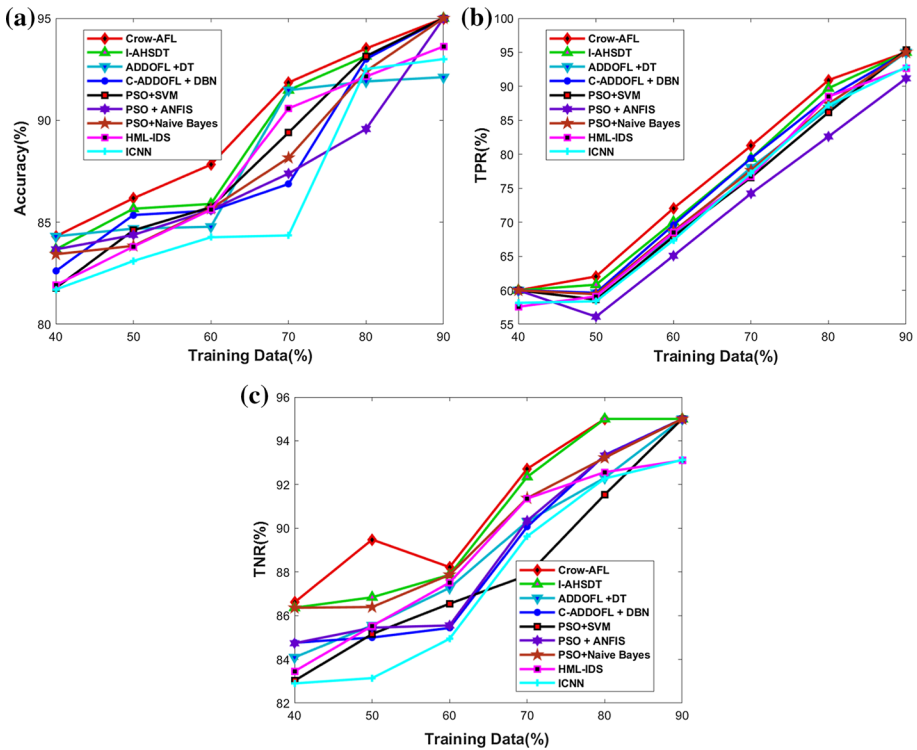 (a)
95
90
85
80
Accuracy(%)
Crow-AFL
I-AHSDT
ADDOFL +DT
C-ADDOFL + DBN
PSO+SVM
PSO + ANFIS
PSO+Naive Bayes
HML-IDS
ICNN
40 50 60 70 80 90
Training Data(%)
(b)
100
95
90
85
80
75
70
65
60
55
TPR(%)
Crow-AFL
I-AHSDT
ADDOFL +DT
C-ADDOFL + DBN
PSO+SVM
PSO + ANFIS
PSO+Naive Bayes
HML-IDS
ICNN
40 50 60 70 80 90
Training Data(%)
(c)
96
94
92
90
88
86
84
82
TNR(%)
Crow-AFL
I-AHSDT
ADDOFL +DT
C-ADDOFL + DBN
PSO+SVM
PSO + ANFIS
PSO+Naive Bayes
HML-IDS
ICNN
40 50 60 70 80 90
Training Data(%)